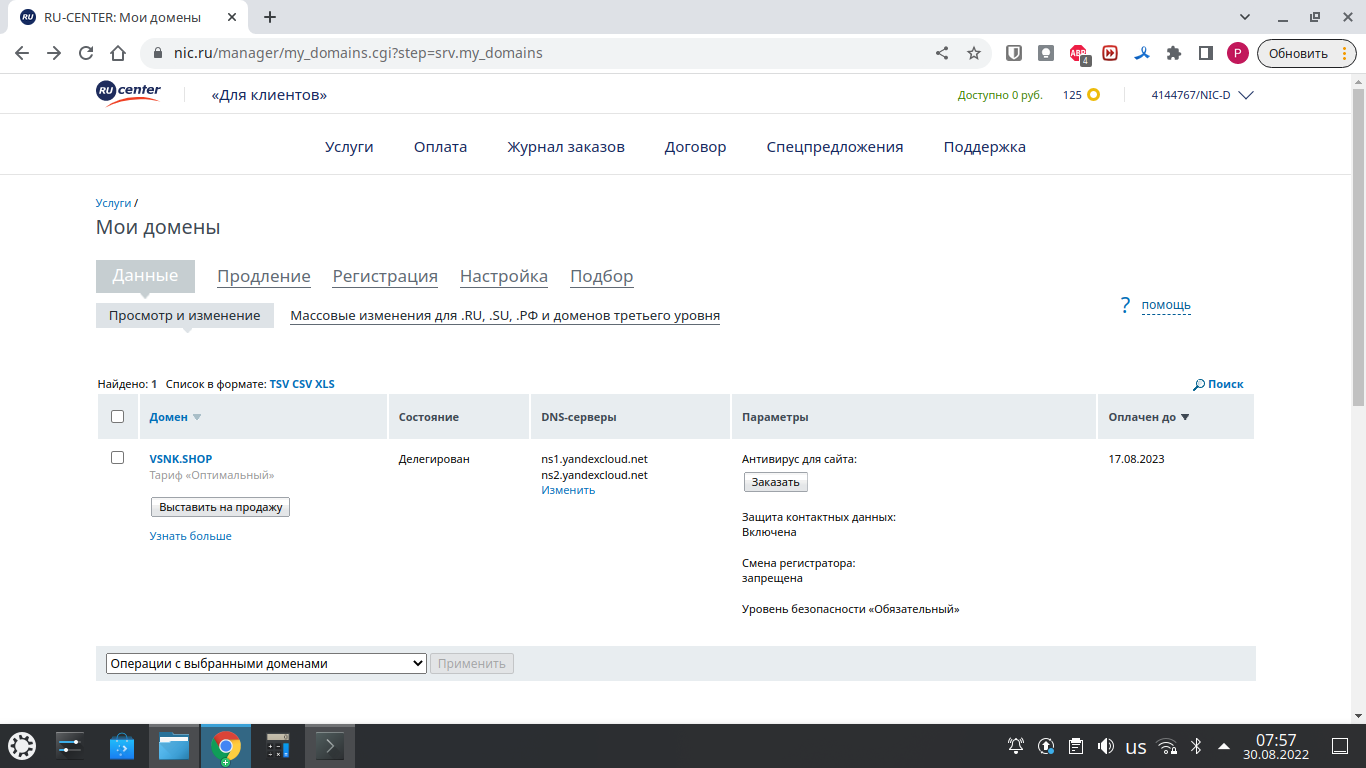 RU RU-CENTER: Мои домены
nic.ru/manager/my_domains.cgi?step=srv.my_domains
ABP 4
P
Обновить
RU center
«Для клиентов»
Доступно 0 руб.
125
4144767/NIC-D
Услуги Оплата Журнал заказов Договор Спецпредложения Поддержка
Услуги /
Мои домены
Данные Продление Регистрация Настройка Подбор
? помощь
Просмотр и изменение Массовые изменения для .RU, .SU, .РФ и доменов третьего уровня
Найдено: 1 Список в формате: TSV CSV XLS Поиск
Домен Состояние DNS-серверы Параметры Оплачен до
VSNK.SHOP Делегирован ns1.yandexcloud.net Антивирус для сайта: 17.08.2023
Тариф «Оптимальный» ns2.yandexcloud.net
Заказать
Изменить
Выставить на продажу
Защита контактных данных:
Включена
Узнать больше
Смена регистратора:
запрещена
Уровень безопасности «Обязательный»
Операции с выбранными доменами Применить
us
07:57
30.08.2022